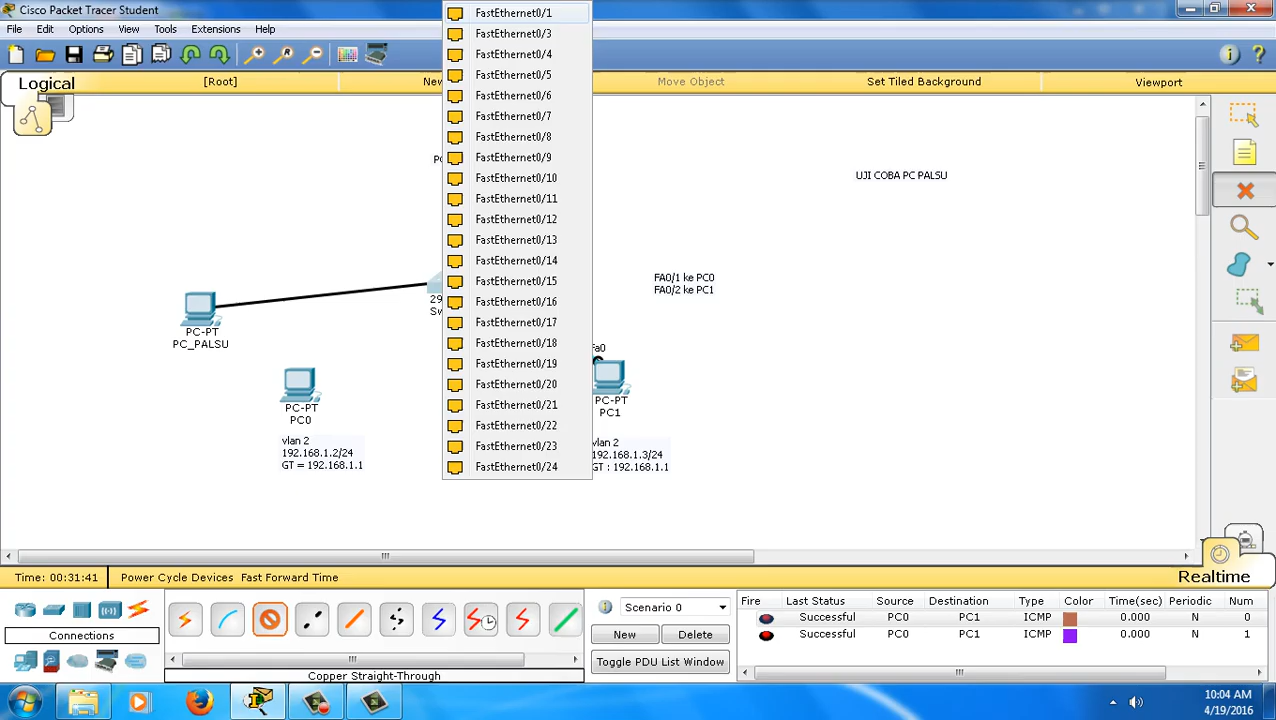 Cisco Packet Tracer Student
File Edit Options View Tools Extensions Help
Logical
[Root]
New
Move Object
Set Tiled Background
Viewport
FastEthernet0/1
FastEthernet0/3
FastEthernet0/4
FastEthernet0/5
FastEthernet0/6
FastEthernet0/7
FastEthernet0/8
FastEthernet0/9
FastEthernet0/10
FastEthernet0/11
FastEthernet0/12
FastEthernet0/13
FastEthernet0/14
FastEthernet0/15
FastEthernet0/16
FastEthernet0/17
FastEthernet0/18
FastEthernet0/19
FastEthernet0/20
FastEthernet0/21
FastEthernet0/22
FastEthernet0/23
FastEthernet0/24
UJI COBA PC PALSU
FA0/1 ke PC0
FA0/2 ke PC1
29
Sw
PC-PT
PC_PALSU
PC-PT
PC0
vlan 2
192.168.1.2/24
GT = 192.168.1.1
Fa0
PC-PT
PC1
vlan 2
192.168.1.3/24
GT : 192.168.1.1
Time: 00:31:41
Power Cycle Devices Fast Forward Time
Realtime
Connections
Copper Straight-Through
Scenario 0
New
Delete
Toggle PDU List Window
Fire Last Status Source Destination Type Color Time(sec) Periodic Num
Successful PC0 PC1 ICMP 0.000 N 0
Successful PC0 PC1 ICMP 0.000 N 1
10:04 AM
4/19/2016